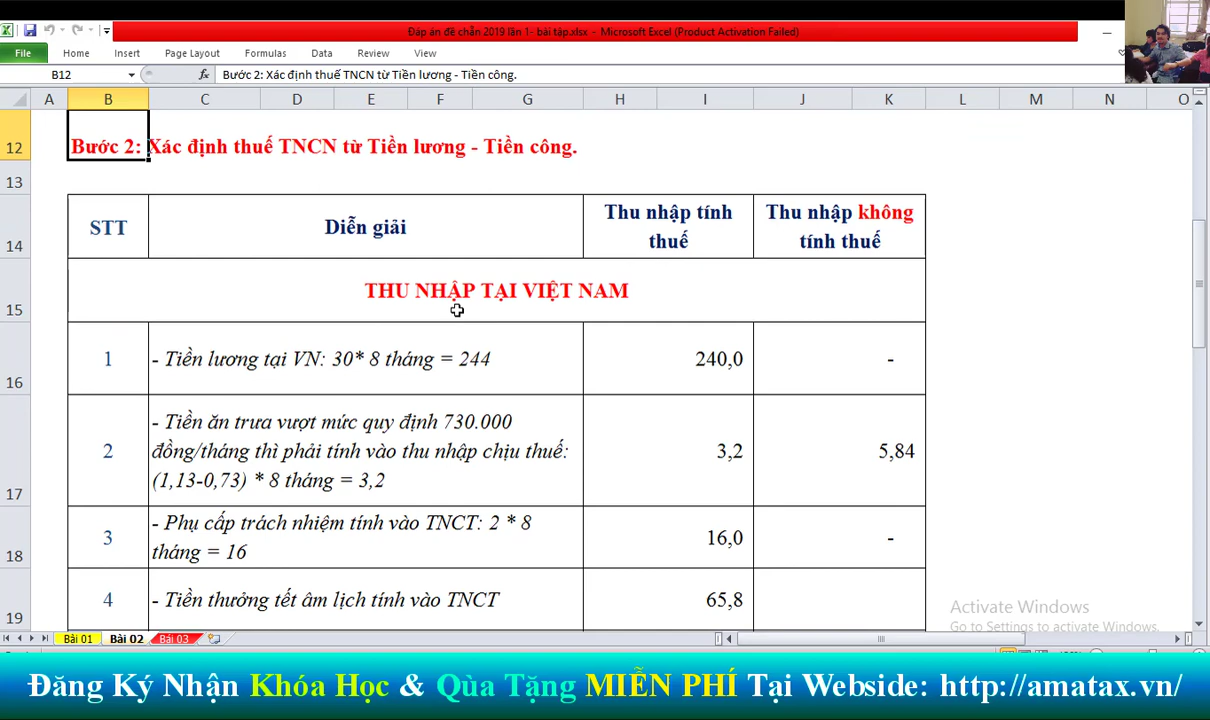 Đáp án đề chẵn 2019 lần 1- bài tập.xlsx - Microsoft Excel (Product Activation Failed)
File Home Insert Page Layout Formulas Data Review View
B12 fx Bước 2: Xác định thuế TNCN từ Tiền lương - Tiền công.
A B C D E F G H I J K L M N O
12 Bước 2: Xác định thuế TNCN từ Tiền lương - Tiền công.
13
14 STT Diễn giải Thu nhập tính thuế Thu nhập không tính thuế
15 THU NHẬP TẠI VIỆT NAM
16 1 - Tiền lương tại VN: 30* 8 tháng = 244 240,0 -
17 2 - Tiền ăn trưa vượt mức quy định 730.000
đồng/tháng thì phải tính vào thu nhập chịu thuế: 3,2 5,84
(1,13-0,73) * 8 tháng = 3,2
18 3 - Phụ cấp trách nhiệm tính vào TNCT: 2 * 8
tháng = 16 16,0 -
19 4 - Tiền thưởng tết âm lịch tính vào TNCT 65,8
Activate Windows
Go to Settings to activate Windows.
Bài 01 Bài 02 Bài 03
Đăng Ký Nhận Khóa Học & Qùa Tặng MIỄN PHÍ Tại Webside: http://amatax.vn/